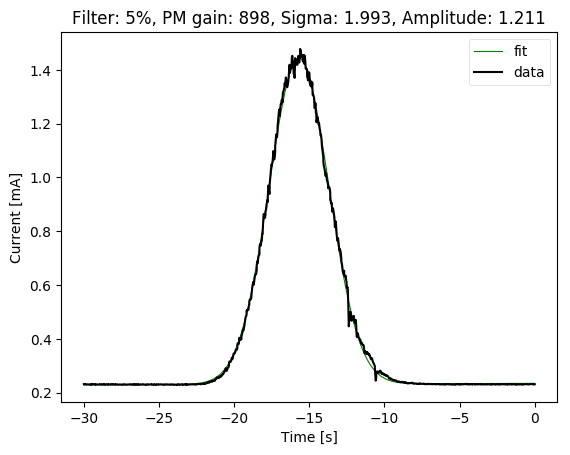 Filter: 5%, PM gain: 898, Sigma: 1.993, Amplitude: 1.211
fit
data
1.4
1.2
1.0
0.8
0.6
0.4
0.2
Current [mA]
−30 −25 −20 −15 −10 −5 0
Time [s]